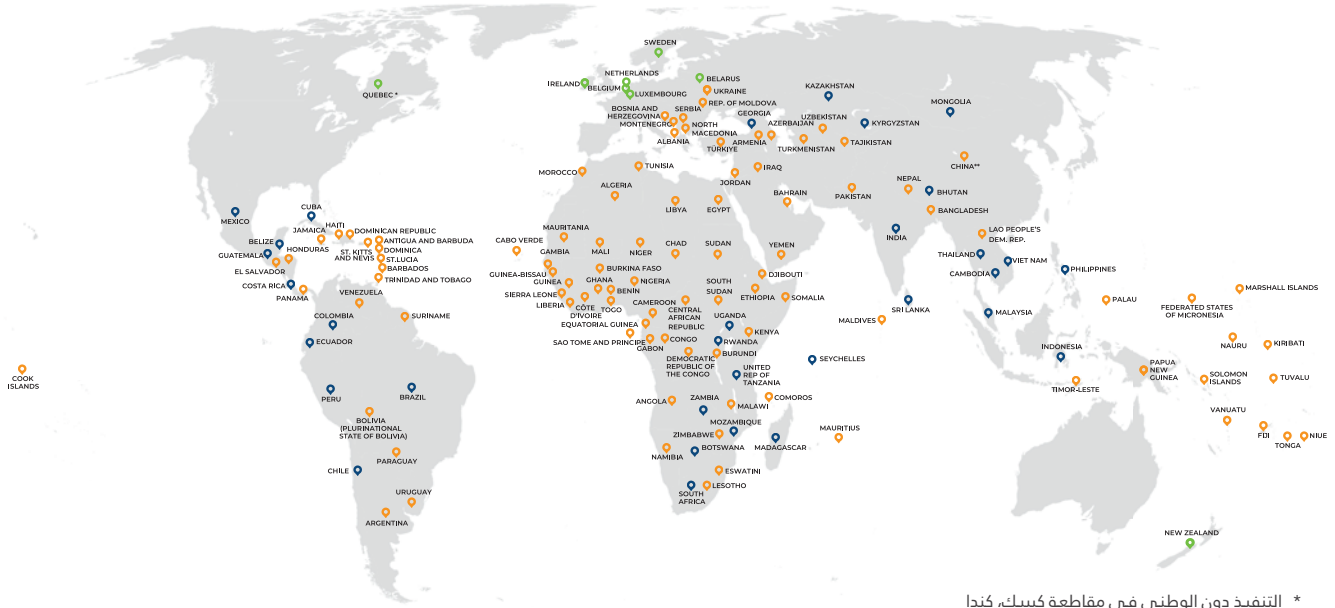 SWEDEN
NETHERLANDS
IRELAND
BELGIUM
LUXEMBOURG
BELARUS
UKRAINE
REP. OF MOLDOVA
QUEBEC *
BOSNIA AND
HERZEGOVINA
SERBIA
MONTENEGRO
NORTH
MACEDONIA
ALBANIA
GEORGIA
ARMENIA
AZERBAIJAN
TÜRKIYE
KAZAKHSTAN
UZBEKISTAN
KYRGYZSTAN
TURKMENISTAN
TAJIKISTAN
MONGOLIA
CHINA**
MOROCCO
TUNISIA
ALGERIA
LIBYA
EGYPT
JORDAN
IRAQ
BAHRAIN
PAKISTAN
NEPAL
BHUTAN
BANGLADESH
INDIA
LAO PEOPLE'S
DEM. REP.
THAILAND
VIET NAM
CAMBODIA
PHILIPPINES
MEXICO
CUBA
HAITI
JAMAICA
DOMINICAN REPUBLIC
BELIZE
GUATEMALA
HONDURAS
EL SALVADOR
COSTA RICA
PANAMA
ST. KITTS
AND NEVIS
ANTIGUA AND BARBUDA
DOMINICA
ST.LUCIA
BARBADOS
TRINIDAD AND TOBAGO
VENEZUELA
COLOMBIA
SURINAME
ECUADOR
PERU
BRAZIL
BOLIVIA
(PLURINATIONAL
STATE OF BOLIVIA)
PARAGUAY
CHILE
URUGUAY
ARGENTINA
COOK
ISLANDS
CABO VERDE
MAURITANIA
GAMBIA
MALI
NIGER
CHAD
SUDAN
YEMEN
GUINEA-BISSAU
GUINEA
BURKINA FASO
GHANA
NIGERIA
BENIN
SIERRA LEONE
LIBERIA
CÔTE
D'IVOIRE
TOGO
CAMEROON
CENTRAL
AFRICAN
REPUBLIC
SOUTH
SUDAN
ETHIOPIA
DJIBOUTI
SOMALIA
EQUATORIAL GUINEA
SAO TOME AND PRINCIPE
GABON
CONGO
DEMOCRATIC
REPUBLIC OF
THE CONGO
UGANDA
KENYA
RWANDA
BURUNDI
UNITED
REP OF
TANZANIA
SEYCHELLES
MALDIVES
SRI LANKA
MALAYSIA
INDONESIA
TIMOR-LESTE
PAPUA
NEW
GUINEA
PALAU
FEDERATED STATES
OF MICRONESIA
MARSHALL ISLANDS
NAURU
KIRIBATI
SOLOMON
ISLANDS
TUVALU
VANUATU
FIJI
TONGA
NIUE
ANGOLA
ZAMBIA
MALAWI
COMOROS
MOZAMBIQUE
ZIMBABWE
MADAGASCAR
MAURITIUS
NAMIBIA
BOTSWANA
ESWATINI
SOUTH
AFRICA
LESOTHO
NEW ZEALAND
* التنفيذ دون الوطني في مقاطعة كيبيك، كندا